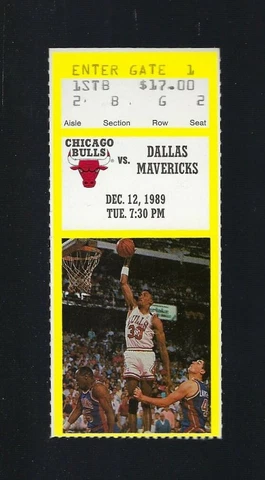 ENTER GATE 1
1STB $17.00
2 B G 2
Aisle Section Row Seat
CHICAGO BULLS
vs.
DALLAS
MAVERICKS
DEC. 12, 1989
TUE. 7:30 PM
33